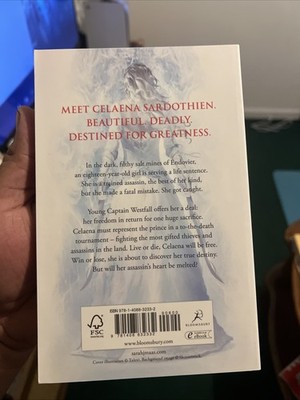 MEET CELAENA SARDOTHIEN.
BEAUTIFUL. DEADLY.
DESTINED FOR GREATNESS.
In the dark, filthy salt mines of Endovier,
an eighteen-year-old girl is serving a life sentence.
She is a trained assassin, the best of her kind,
but she made a fatal mistake. She got caught.
Young Captain Westfall offers her a deal:
her freedom in return for one huge sacrifice.
Celaena must represent the prince in a to-the-death
tournament – fighting the most gifted thieves and
assassins in the land. Live or die, Celaena will be free.
Win or lose, she is about to discover her true destiny.
But will her assassin's heart be melted?
FSC
www.bloomsbury.com
sarahjmaas.com
BLOOMSBURY
eBook